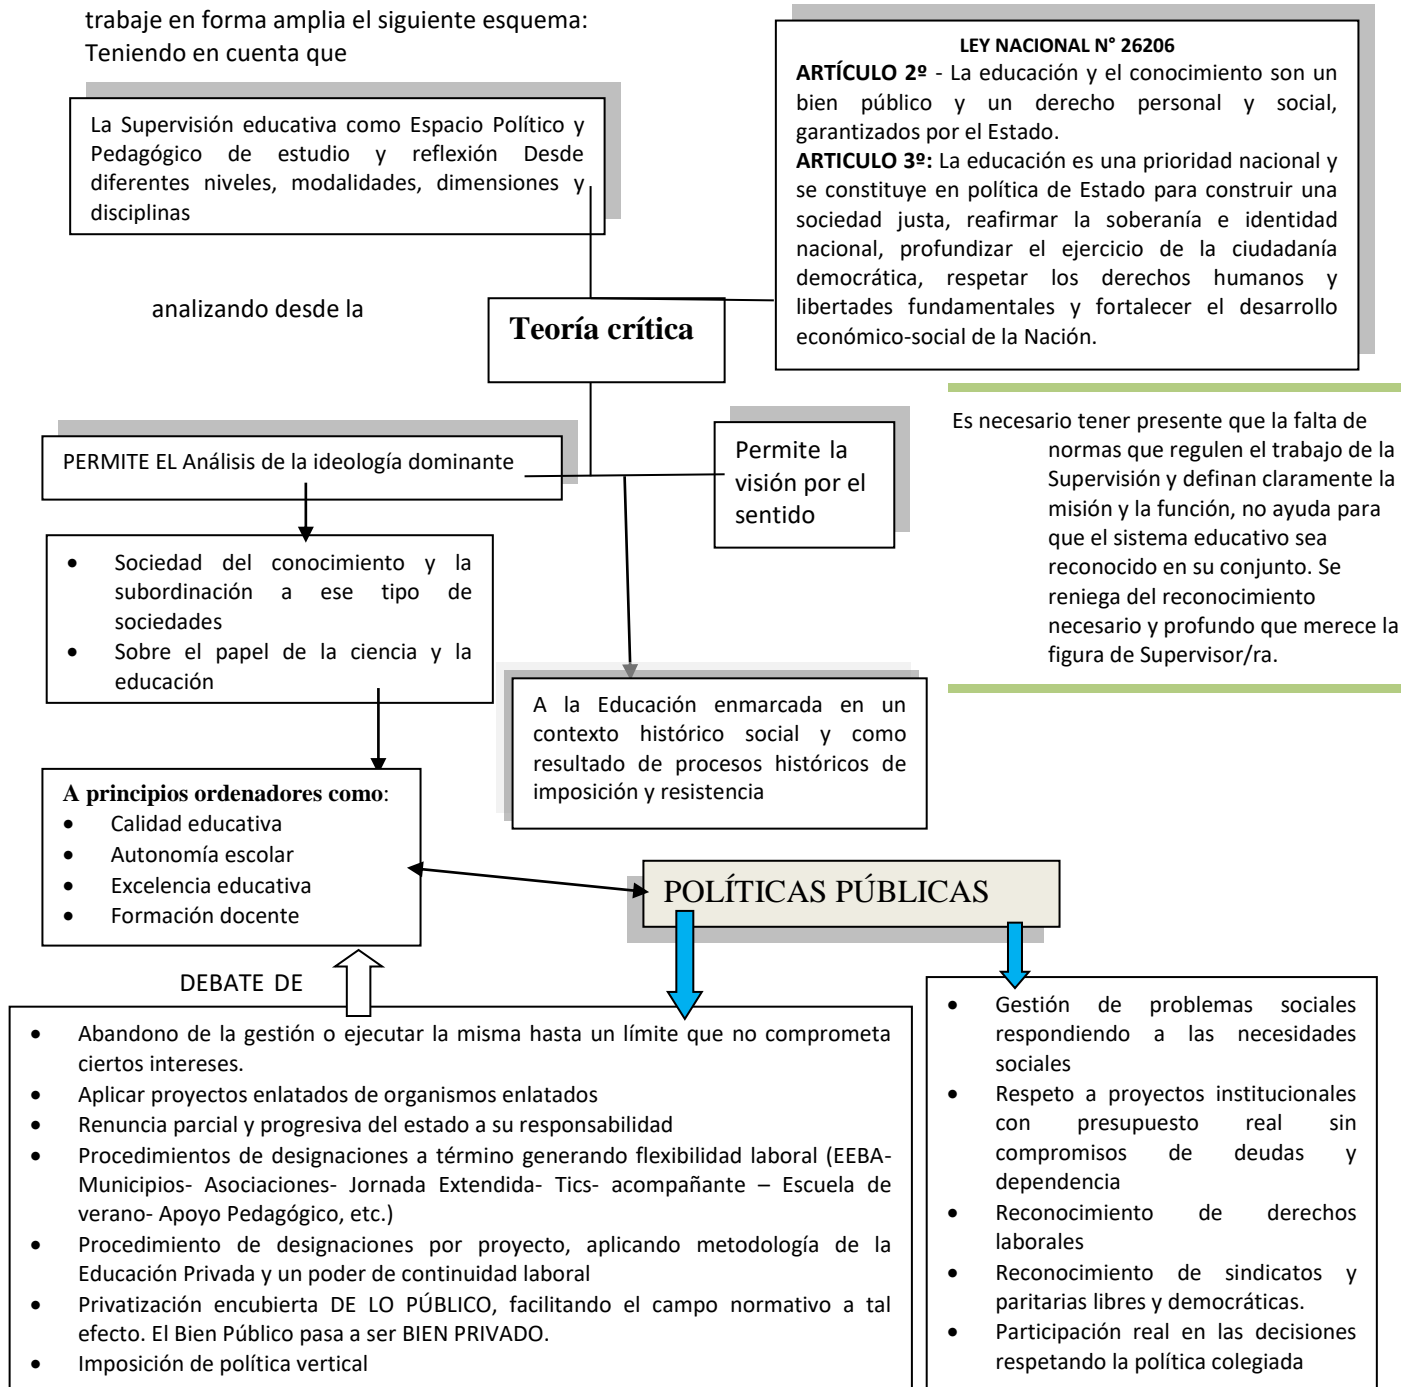 trabaje en forma amplia el siguiente esquema:
Teniendo en cuenta que
La Supervisión educativa como Espacio Político y
Pedagógico de estudio y reflexión Desde
diferentes niveles, modalidades, dimensiones y
disciplinas
LEY NACIONAL N° 26206
ARTÍCULO 2º - La educación y el conocimiento son un
bien público y un derecho personal y social,
garantizados por el Estado.
ARTICULO 3º: La educación es una prioridad nacional y
se constituye en política de Estado para construir una
sociedad justa, reafirmar la soberanía e identidad
nacional, profundizar el ejercicio de la ciudadanía
democrática, respetar los derechos humanos y
libertades fundamentales y fortalecer el desarrollo
económico-social de la Nación.
analizando desde la
Teoría crítica
PERMITE EL Análisis de la ideología dominante
Permite la
visión por el
sentido
Es necesario tener presente que la falta de
normas que regulen el trabajo de la
Supervisión y definan claramente la
misión y la función, no ayuda para
que el sistema educativo sea
reconocido en su conjunto. Se
reniega del reconocimiento
necesario y profundo que merece la
figura de Supervisor/ra.
• Sociedad del conocimiento y la
subordinación a ese tipo de
sociedades
• Sobre el papel de la ciencia y la
educación
A la Educación enmarcada en un
contexto histórico social y como
resultado de procesos históricos de
imposición y resistencia
A principios ordenadores como:
• Calidad educativa
• Autonomía escolar
• Excelencia educativa
• Formación docente
POLÍTICAS PÚBLICAS
DEBATE DE
• Abandono de la gestión o ejecutar la misma hasta un límite que no comprometa
ciertos intereses.
• Aplicar proyectos enlatados de organismos enlatados
• Renuncia parcial y progresiva del estado a su responsabilidad
• Procedimientos de designaciones a término generando flexibilidad laboral (EEBA-
Municipios- Asociaciones- Jornada Extendida- Tics- acompañante – Escuela de
verano- Apoyo Pedagógico, etc.)
• Procedimiento de designaciones por proyecto, aplicando metodología de la
Educación Privada y un poder de continuidad laboral
• Privatización encubierta DE LO PÚBLICO, facilitando el campo normativo a tal
efecto. El Bien Público pasa a ser BIEN PRIVADO.
• Imposición de política vertical
• Gestión de problemas sociales
respondiendo a las necesidades
sociales
• Respeto a proyectos institucionales
con presupuesto real sin
compromisos de deudas y
dependencia
• Reconocimiento de derechos
laborales
• Reconocimiento de sindicatos y
paritarias libres y democráticas.
• Participación real en las decisiones
respetando la política colegiada